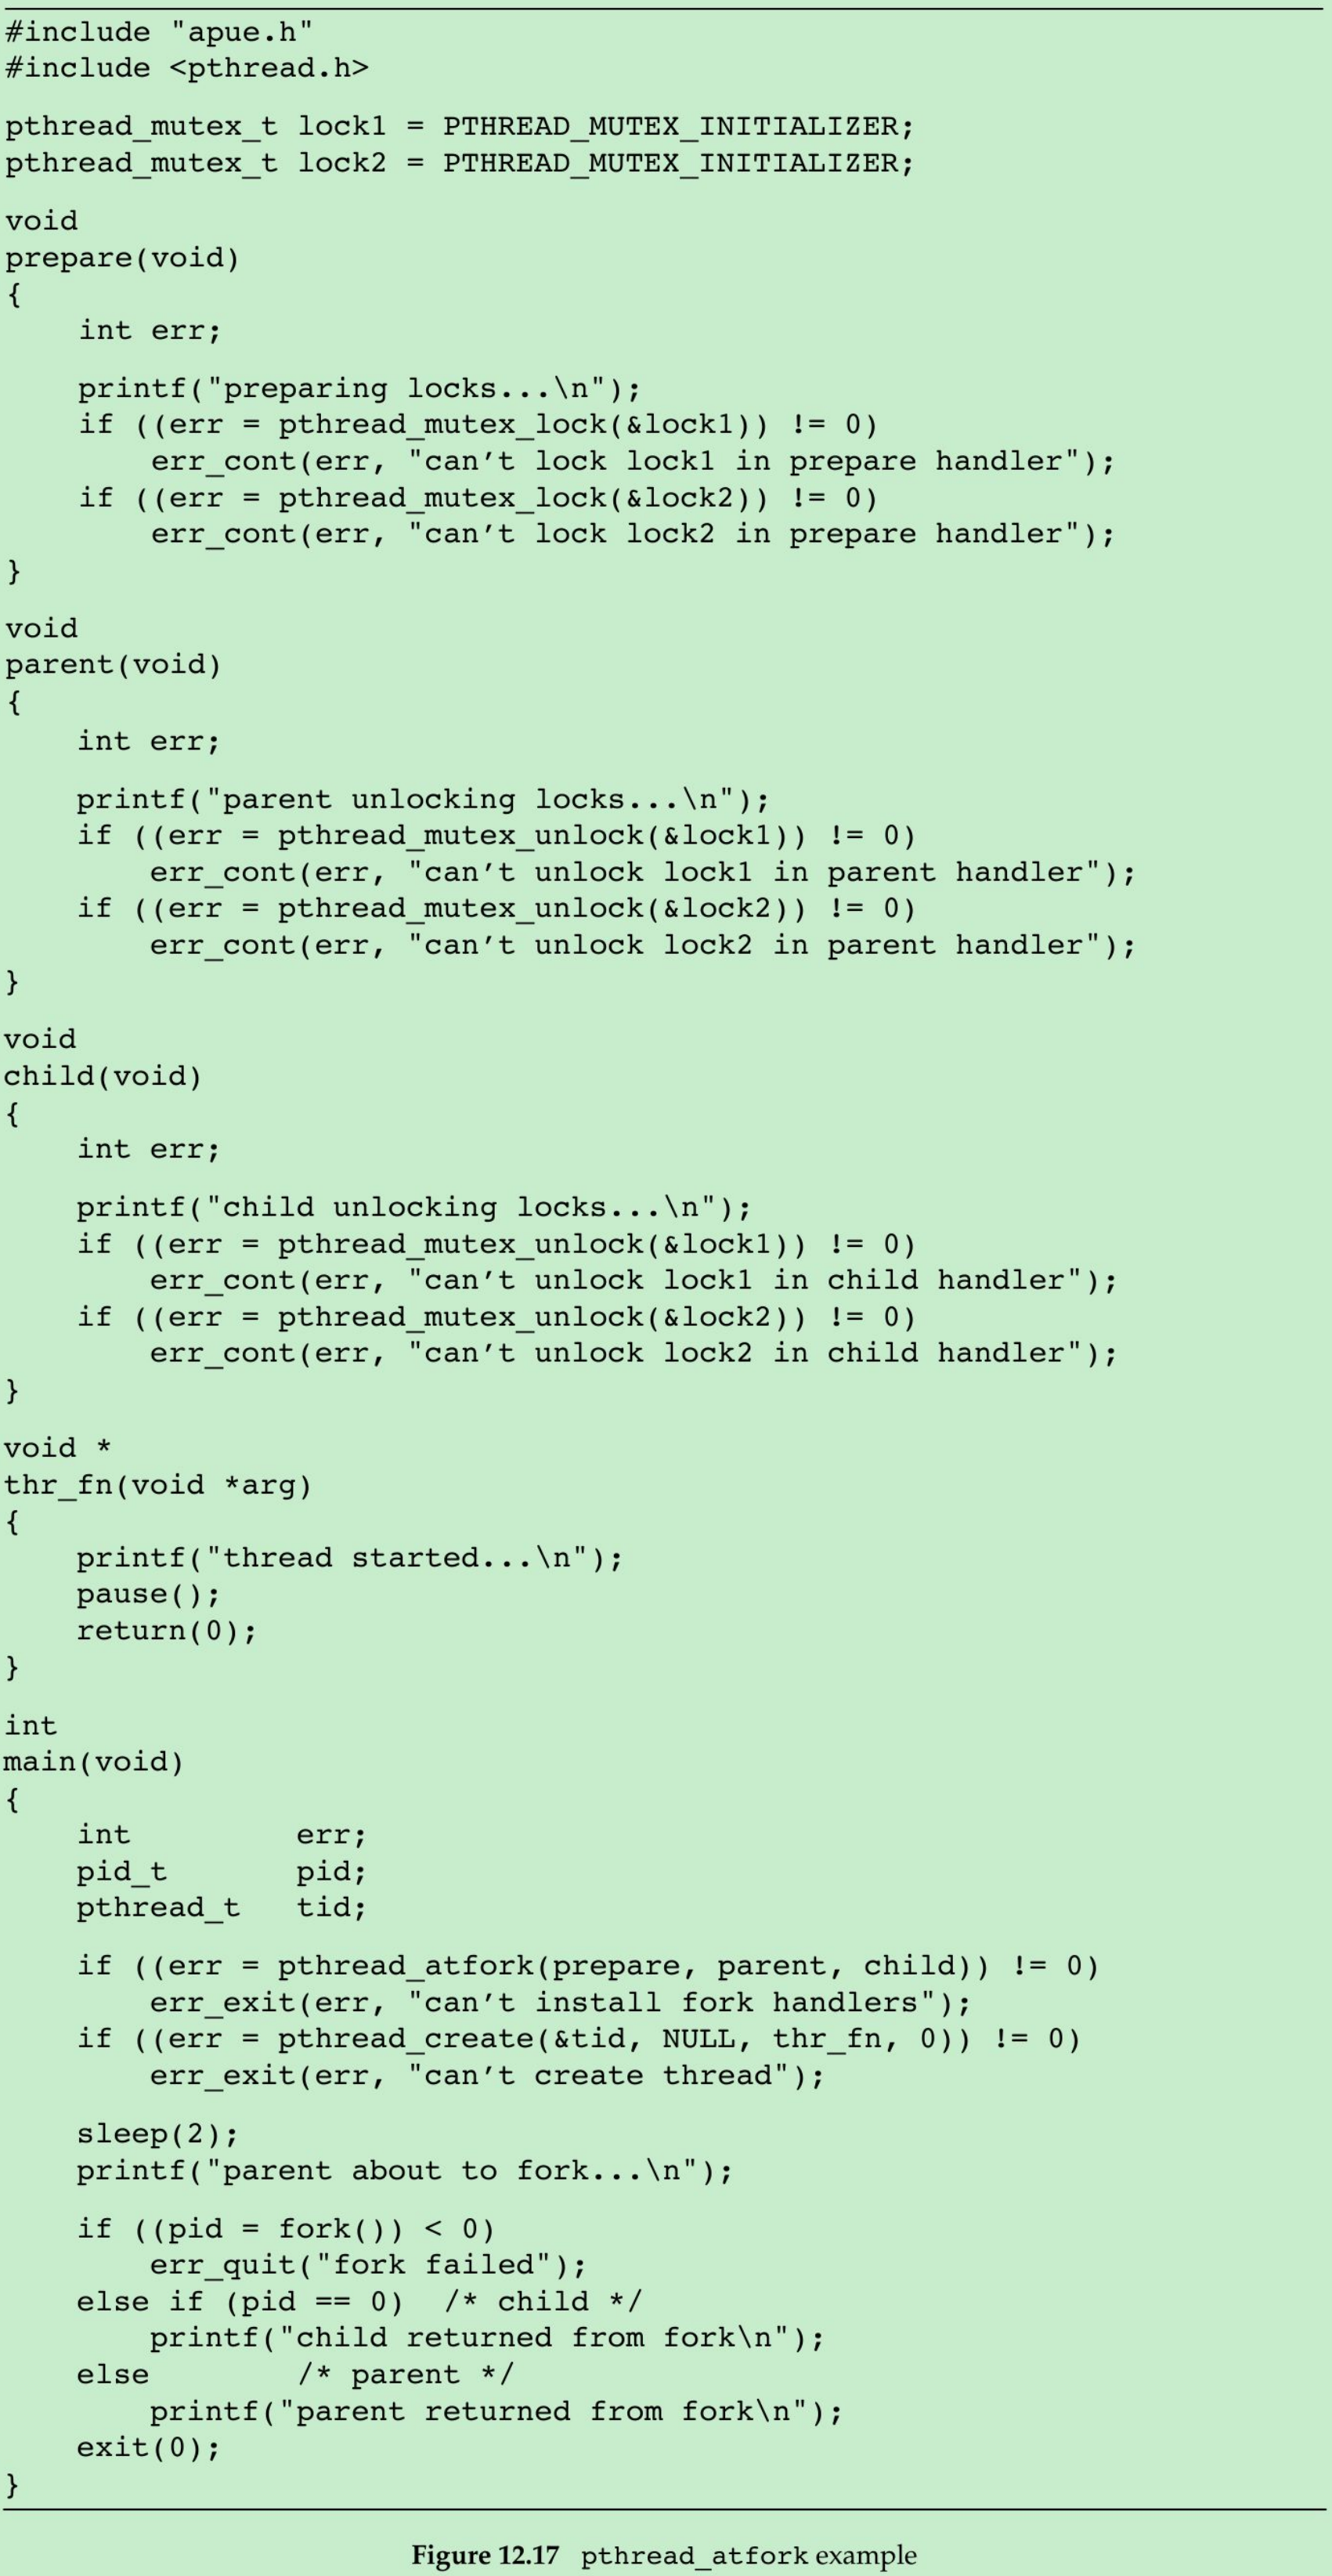 #include "apue.h"
#include <pthread.h>
pthread_mutex_t lock1 = PTHREAD_MUTEX_INITIALIZER;
pthread_mutex_t lock2 = PTHREAD_MUTEX_INITIALIZER;
void
prepare(void)
{
    int err;
    printf("preparing locks...\n");
    if ((err = pthread_mutex_lock(&lock1)) != 0)
        err_cont(err, "can’t lock lock1 in prepare handler");
    if ((err = pthread_mutex_lock(&lock2)) != 0)
        err_cont(err, "can’t lock lock2 in prepare handler");
}
void
parent(void)
{
    int err;
    printf("parent unlocking locks...\n");
    if ((err = pthread_mutex_unlock(&lock1)) != 0)
        err_cont(err, "can’t unlock lock1 in parent handler");
    if ((err = pthread_mutex_unlock(&lock2)) != 0)
        err_cont(err, "can’t unlock lock2 in parent handler");
}
void
child(void)
{
    int err;
    printf("child unlocking locks...\n");
    if ((err = pthread_mutex_unlock(&lock1)) != 0)
        err_cont(err, "can’t unlock lock1 in child handler");
    if ((err = pthread_mutex_unlock(&lock2)) != 0)
        err_cont(err, "can’t unlock lock2 in child handler");
}
void *
thr_fn(void *arg)
{
    printf("thread started...\n");
    pause();
    return(0);
}
int
main(void)
{
    int         err;
    pid_t       pid;
    pthread_t   tid;
    if ((err = pthread_atfork(prepare, parent, child)) != 0)
        err_exit(err, "can’t install fork handlers");
    if ((err = pthread_create(&tid, NULL, thr_fn, 0)) != 0)
        err_exit(err, "can’t create thread");
    sleep(2);
    printf("parent about to fork...\n");
    if ((pid = fork()) < 0)
        err_quit("fork failed");
    else if (pid == 0)  /* child */
        printf("child returned from fork\n");
    else        /* parent */
        printf("parent returned from fork\n");
    exit(0);
}
Figure 12.17 pthread_atfork example